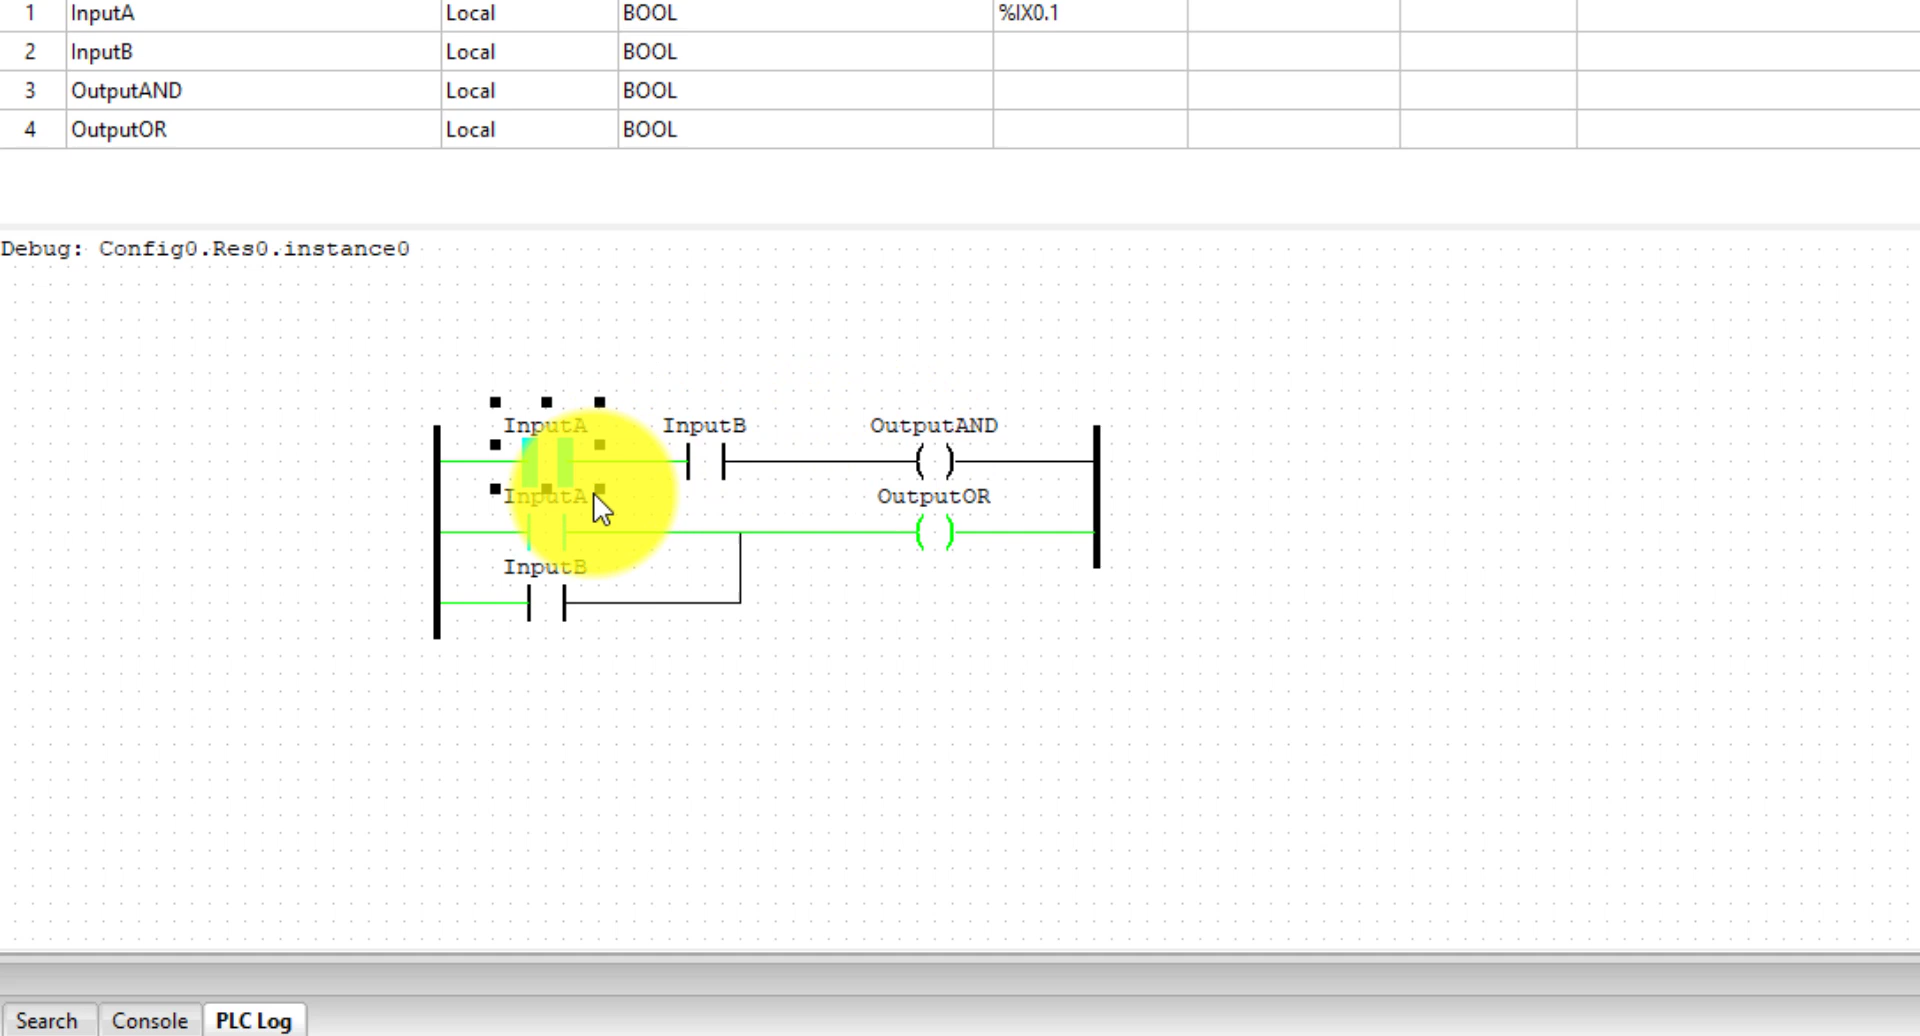 1 InputA Local BOOL %IX0.1
2 InputB Local BOOL
3 OutputAND Local BOOL
4 OutputOR Local BOOL
Debug: Config0.Res0.instance0
InputA InputB OutputAND
InputA OutputOR
InputB
Search Console PLC Log